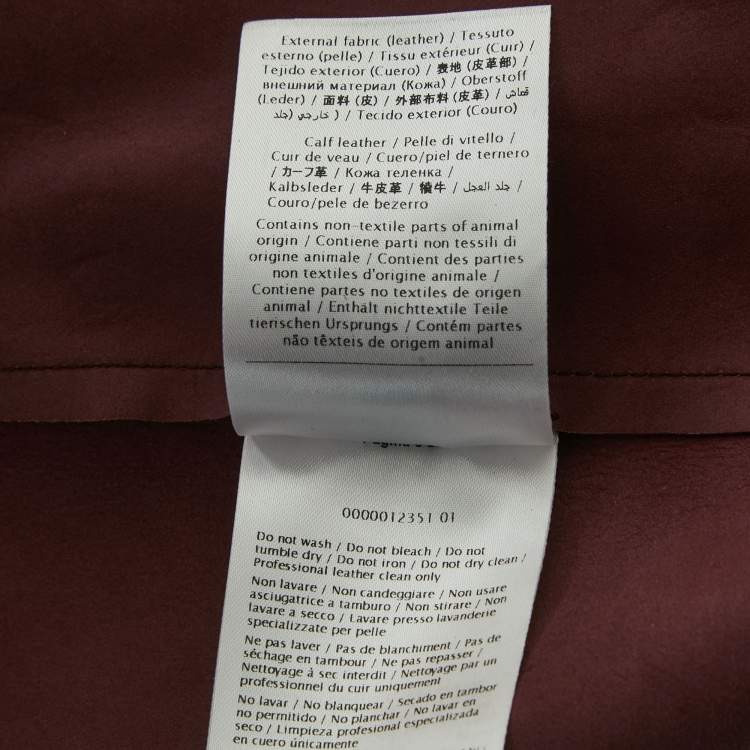 External fabric (leather) / Tessuto
esterno (pelle) / Tissu extérieur (Cuir) /
Tejido exterior (Cuero) / 表地 (皮革部) /
внешний материал (Кожа) / Oberstoff
(Leder) / 面料 (皮) / 外部布料 (皮革) / قماش
خارجي (جلد) / Tecido exterior (Couro)
Calf leather / Pelle di vitello /
Cuir de veau / Cuero/piel de ternero
/ カーフ革 / Кожа теленка /
Kalbsleder / 牛皮革 / 犢牛 / جلد العجل /
Couro/pele de bezerro
Contains non-textile parts of animal
origin / Contiene parti non tessili di
origine animale / Contient des parties
non textiles d'origine animale /
Contiene partes no textiles de origen
animal / Enthält nichttextile Teile
tierischen Ursprungs / Contém partes
não têxteis de origem animal
0000012351 01
Do not wash / Do not bleach / Do not
tumble dry / Do not iron / Do not dry clean /
Professional leather clean only
Non lavare / Non candeggiare / Non usare
asciugatrice a tamburo / Non stirare / Non
lavare a secco / Lavare presso lavanderie
specializzate per pelle
Ne pas laver / Pas de blanchiment / Pas de
séchage en tambour / Ne pas repasser /
Nettoyage à sec interdit / Nettoyage par un
professionnel du cuir uniquement
No lavar / No blanquear / Secado en tambor
no permitido / No planchar / No lavar en
seco / Limpieza profesional especializada
en cuero únicamente